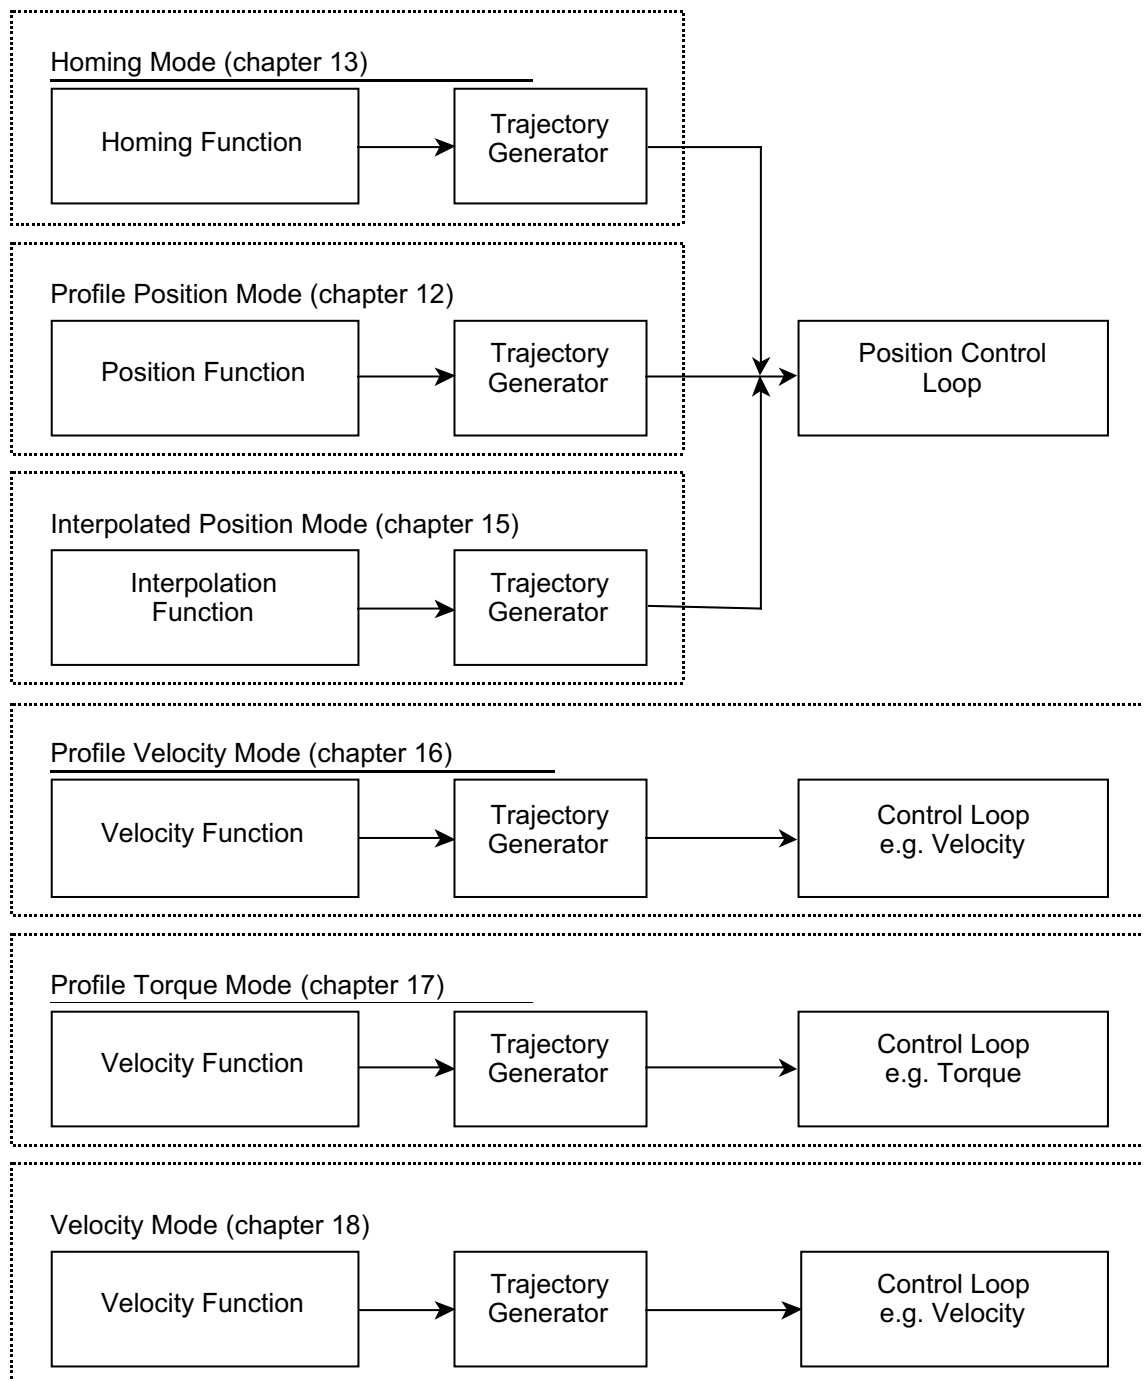 Homing Mode (chapter 13)
Homing Function
Trajectory
Generator
Profile Position Mode (chapter 12)
Position Function
Trajectory
Generator
Position Control
Loop
Interpolated Position Mode (chapter 15)
Interpolation
Function
Trajectory
Generator
Profile Velocity Mode (chapter 16)
Velocity Function
Trajectory
Generator
Control Loop
e.g. Velocity
Profile Torque Mode (chapter 17)
Velocity Function
Trajectory
Generator
Control Loop
e.g. Torque
Velocity Mode (chapter 18)
Velocity Function
Trajectory
Generator
Control Loop
e.g. Velocity